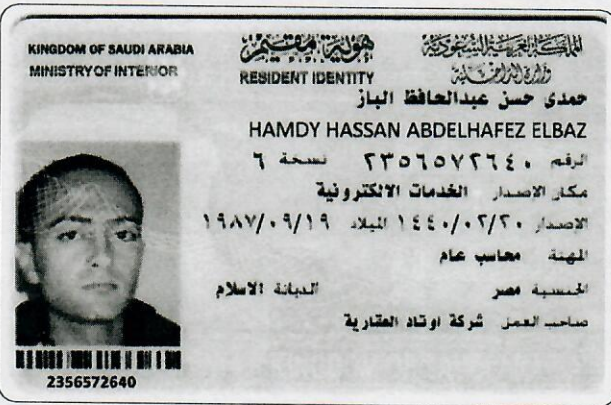 KINGDOM OF SAUDI ARABIA
MINISTRY OF INTERIOR
هوية مقيم
RESIDENT IDENTITY
المملكة العربية السعودية
وزارة الداخلية
حمدى حسن عبدالحافظ الباز
HAMDY HASSAN ABDELHAFEZ ELBAZ
الرقم ٢٣٥٦٥٧٢٦٤٠ نسخة ٦
مكان الاصدار الخدمات الالكترونية
الاصدار ١٤٤٠/٠٢/٢٠ الميلاد ١٩٨٧/٠٩/١٩
المهنة محاسب عام
الجنسية مصر الديانة الاسلام
صاحب العمل شركة اوتاد العقارية
2356572640